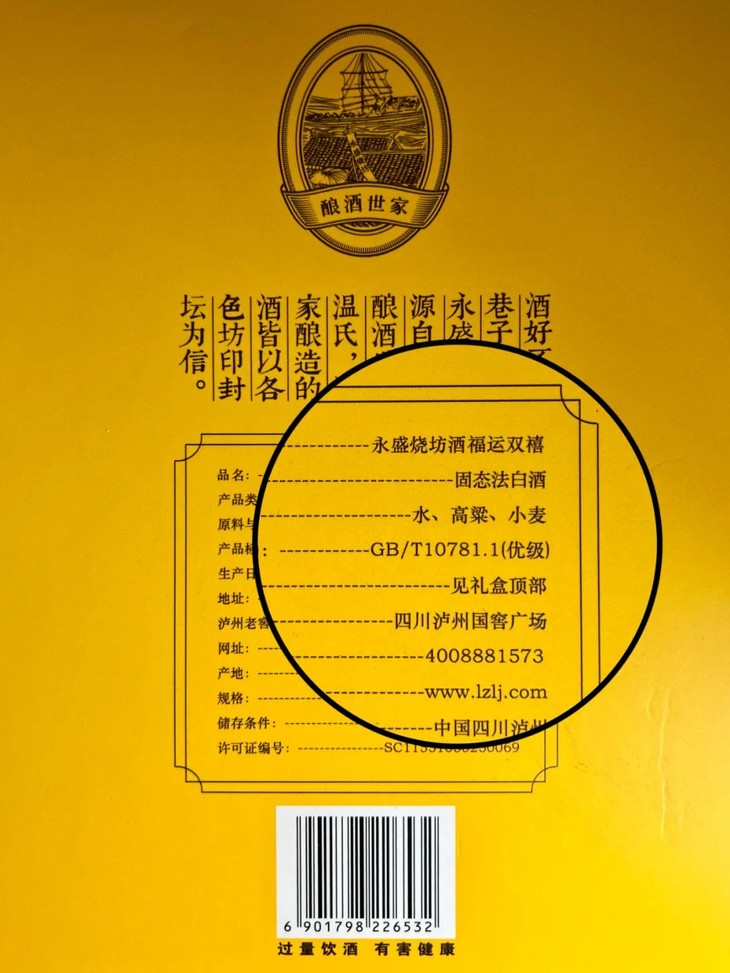 酿酒世家
酒好
巷子
永盛
源自
酿酒
温氏，
家酿造的
酒皆以各
色坊印封
坛为信。
品名：
产品类
原料与
产品标
生产日
地址：
泸州老窖
网址：
产地：
规格：
储存条件：
许可证编号：
永盛烧坊酒福运双禧
固态法白酒
水、高粱、小麦
：GB/T10781.1(优级)
见礼盒顶部
四川泸州国窖广场
4008881573
www.lzlj.com
中国四川泸州
6 901798 226532
过量饮酒 有害健康